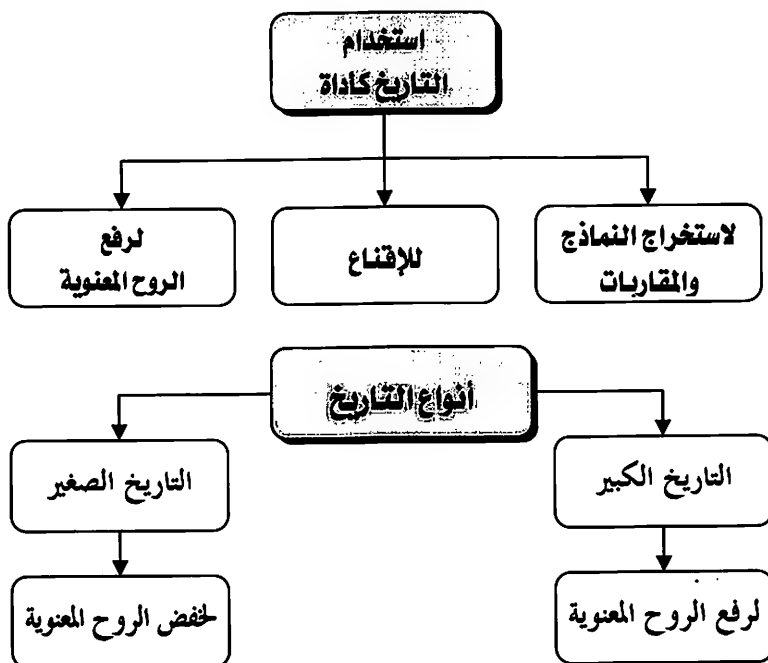 استخدام
التاريخ كأداة
لاستخراج النماذج
والمقاربات
للإقناع
لرفع
الروح المعنوية
أنواع التاريخ
التاريخ الكبير
التاريخ الصغير
لرفع الروح المعنوية
لخفض الروح المعنوية